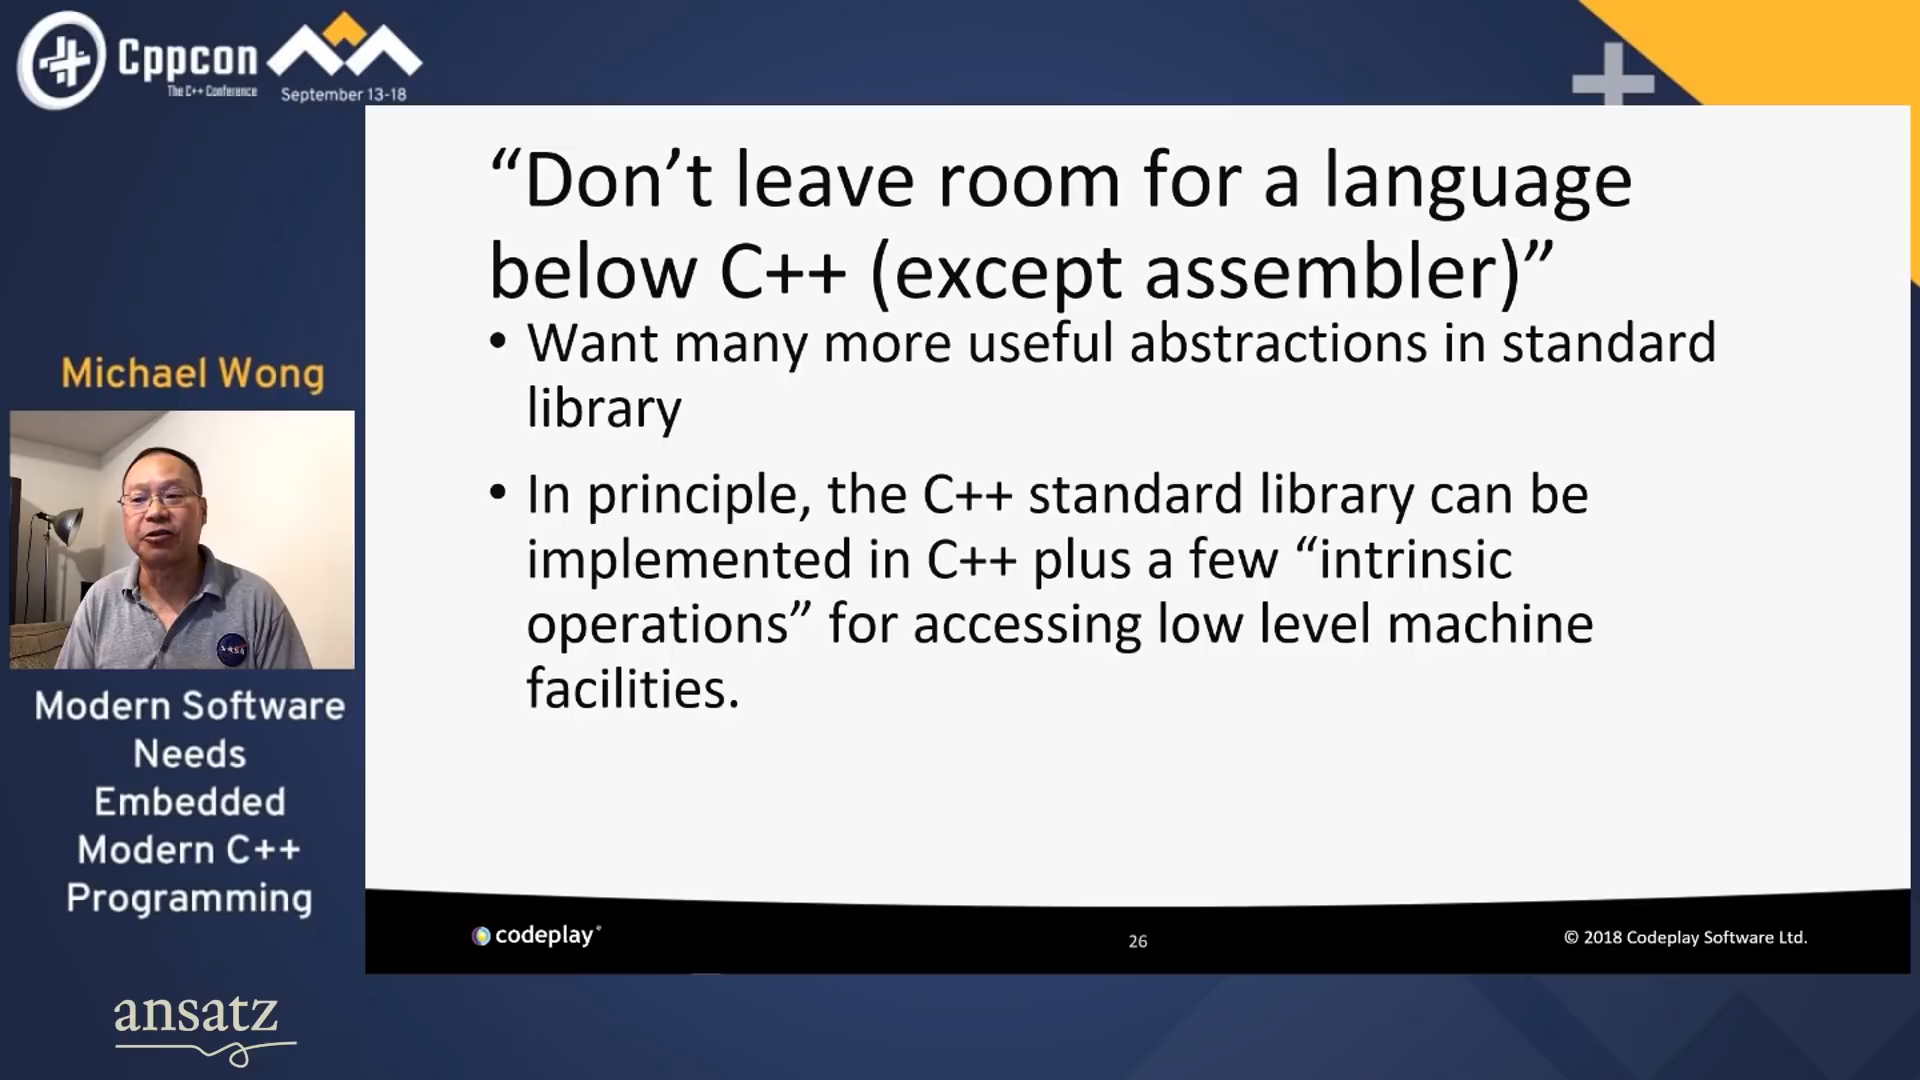 Cppcon
The C++ Conference
September 13-18
“Don’t leave room for a language
below C++ (except assembler)”
• Want many more useful abstractions in standard
library
• In principle, the C++ standard library can be
implemented in C++ plus a few “intrinsic
operations” for accessing low level machine
facilities.
Michael Wong
NASA
Modern Software
Needs
Embedded
Modern C++
Programming
codeplay
26
© 2018 Codeplay Software Ltd.
ansatz